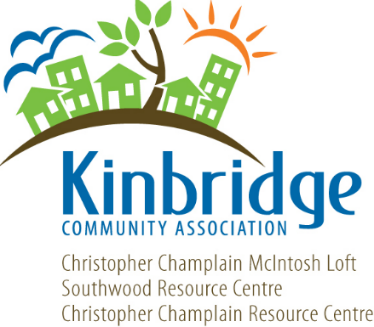 Kinbridge
COMMUNITY ASSOCIATION
Christopher Champlain McIntosh Loft
Southwood Resource Centre
Christopher Champlain Resource Centre